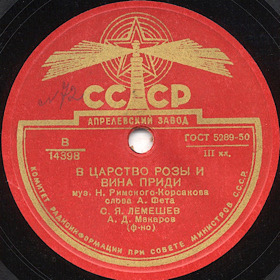 СССР
АПРЕЛЕВСКИЙ ЗАВОД
В
14398
ГОСТ 5289-50
III кл.
В ЦАРСТВО РОЗЫ И
ВИНА ПРИДИ
муз. Н. Римского-Корсакова
слова А. Фета
С. Я. ЛЕМЕШЕВ
А. Д. Макаров
(ф-но)
КОМИТЕТ РАДИОИНФОРМАЦИИ ПРИ СОВЕТЕ МИНИСТРОВ СССР.